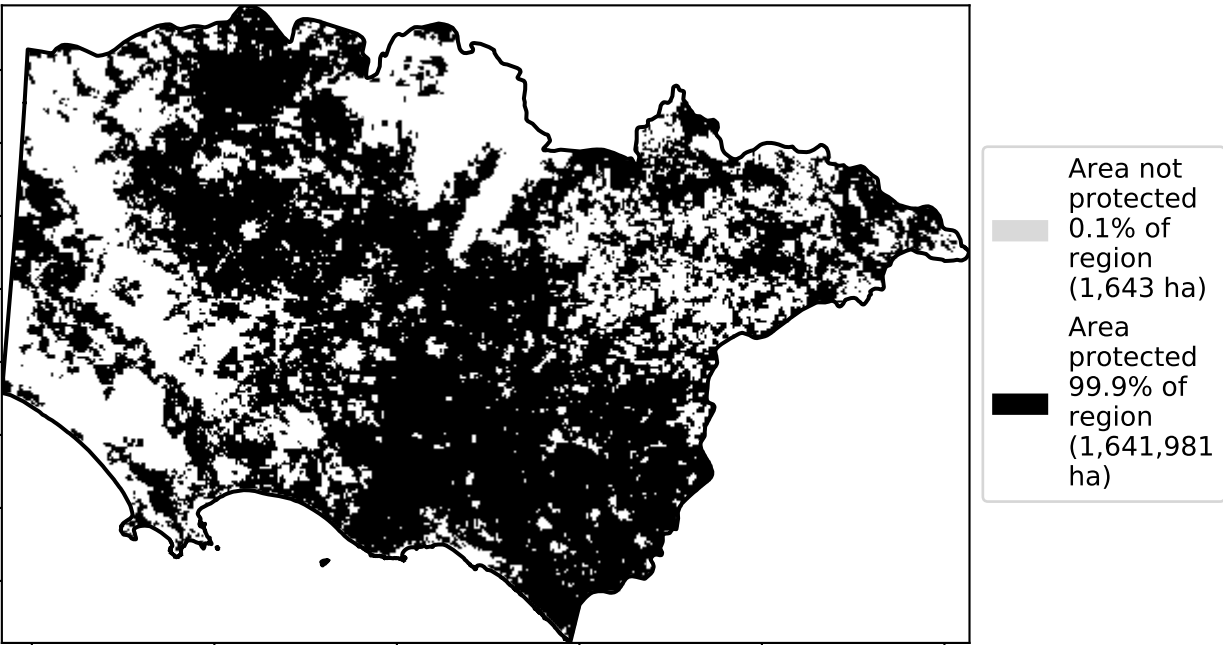 Area not
protected
0.1% of
region
(1,643 ha)
Area
protected
99.9% of
region
(1,641,981
ha)